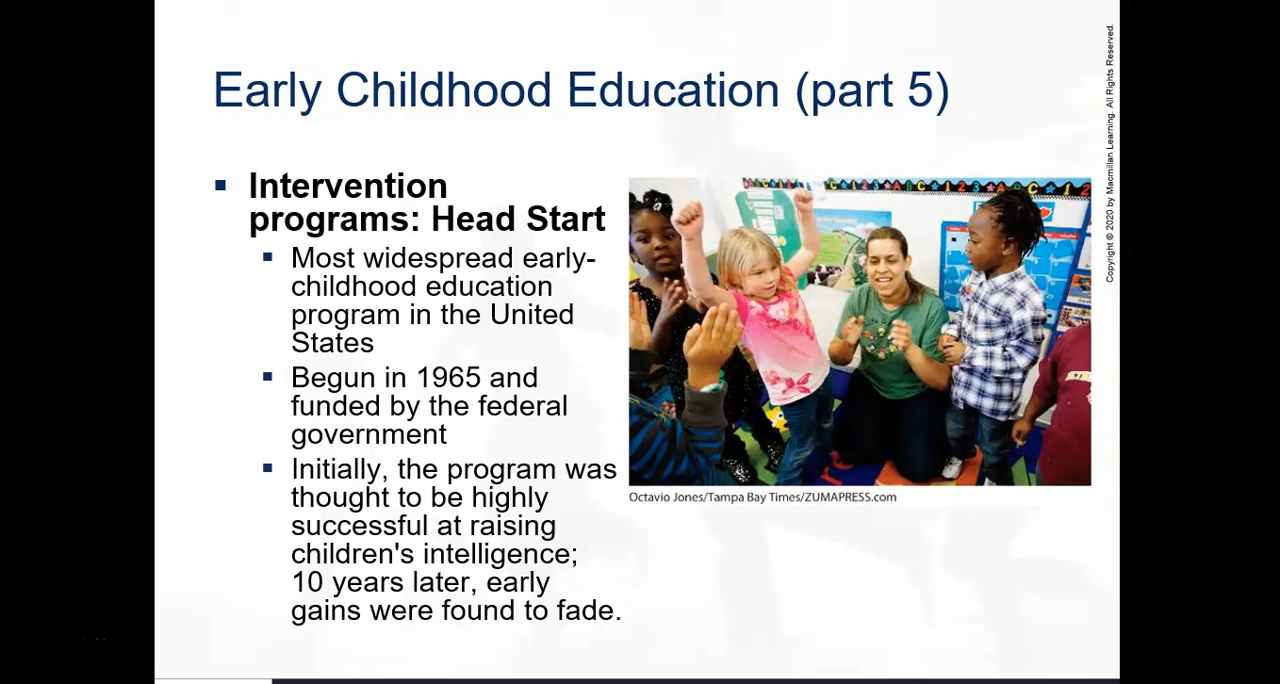 Early Childhood Education (part 5)
Intervention
programs: Head Start
Most widespread early-
childhood education
program in the United
States
Begun in 1965 and
funded by the federal
government
Initially, the program was
thought to be highly
successful at raising
children's intelligence;
10 years later, early
gains were found to fade.
Octavio Jones/Tampa Bay Times/ZUMAPRESS.com
Copyright © 2020 by Macmillan Learning. All Rights Reserved.